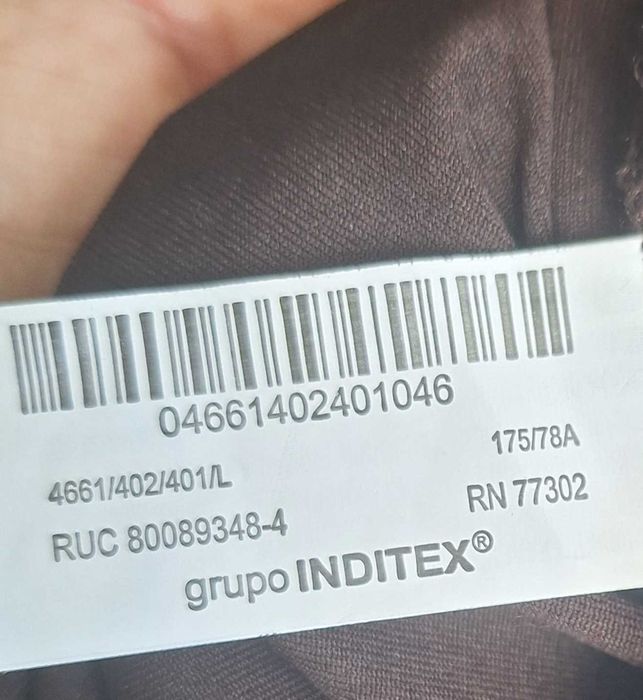 04661402401046
175/78A
4661/402/401/L
RN 77302
RUC 80089348-4
grupo INDITEX®